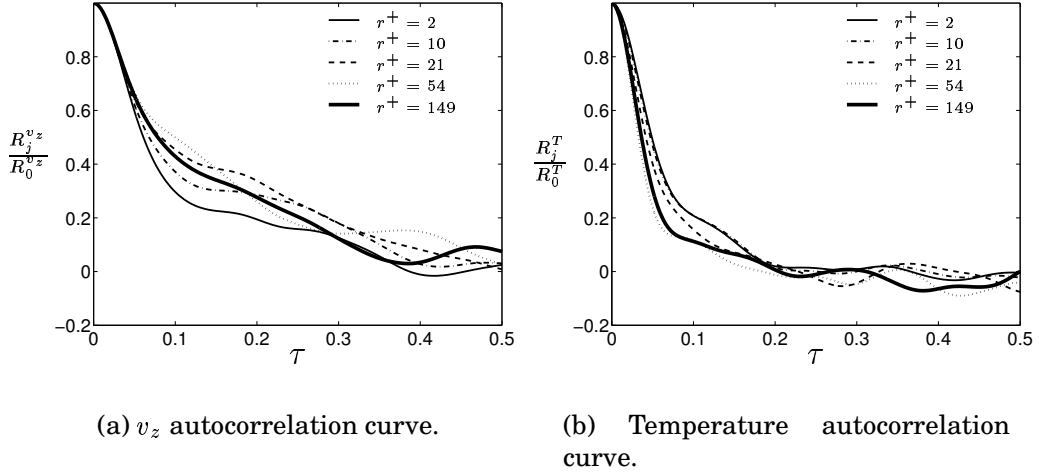 r+ = 2
r+ = 10
r+ = 21
r+ = 54
r+ = 149
0.8
0.6
0.4
0.2
0
−0.2
R_j^{v_z}
R_0^{v_z}
0 0.1 0.2 0.3 0.4 0.5
τ
(a) v_z autocorrelation curve.
r+ = 2
r+ = 10
r+ = 21
r+ = 54
r+ = 149
0.8
0.6
0.4
0.2
0
−0.2
R_j^T
R_0^T
0 0.1 0.2 0.3 0.4 0.5
τ
(b) Temperature autocorrelation
curve.